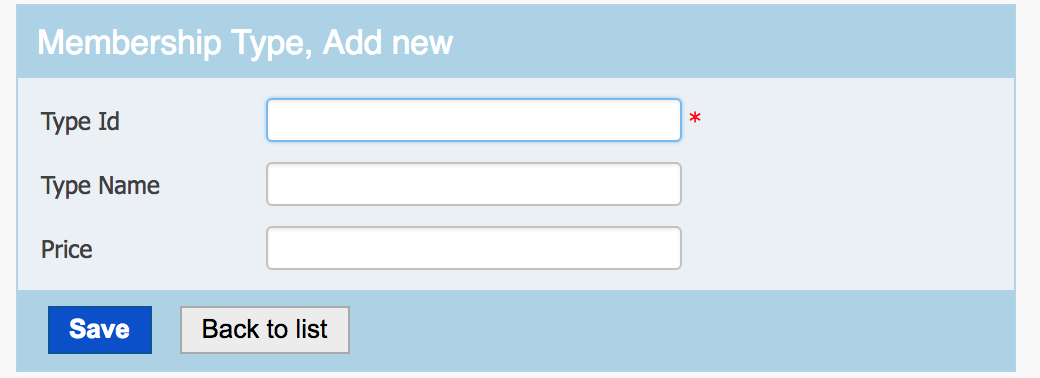 Membership Type, Add new
Type Id *
Type Name
Price
Save Back to list